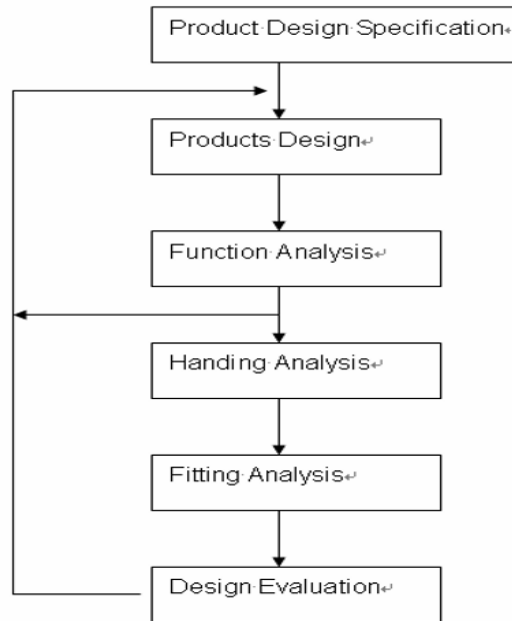 Product Design Specification
Products Design
Function Analysis
Handing Analysis
Fitting Analysis
Design Evaluation